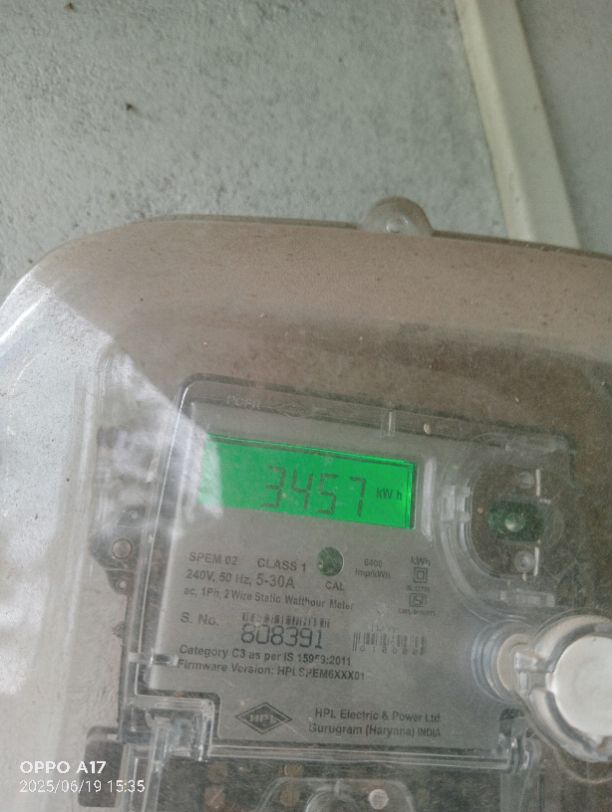 3457 kWh
SPEM 02 CLASS 1 6400 kWh
240V, 50 Hz, 5-30A CAL Imp/kWh
ac, 1Ph, 2 Wire Static Watthour Meter
S. No.
808391
Category C3 as per IS 15959:2011
Firmware Version: HPLSPEM6XXX01
HPL
HPL Electric & Power Ltd
Gurugram (Haryana) INDIA
OPPO A17
2025/06/19 15:35